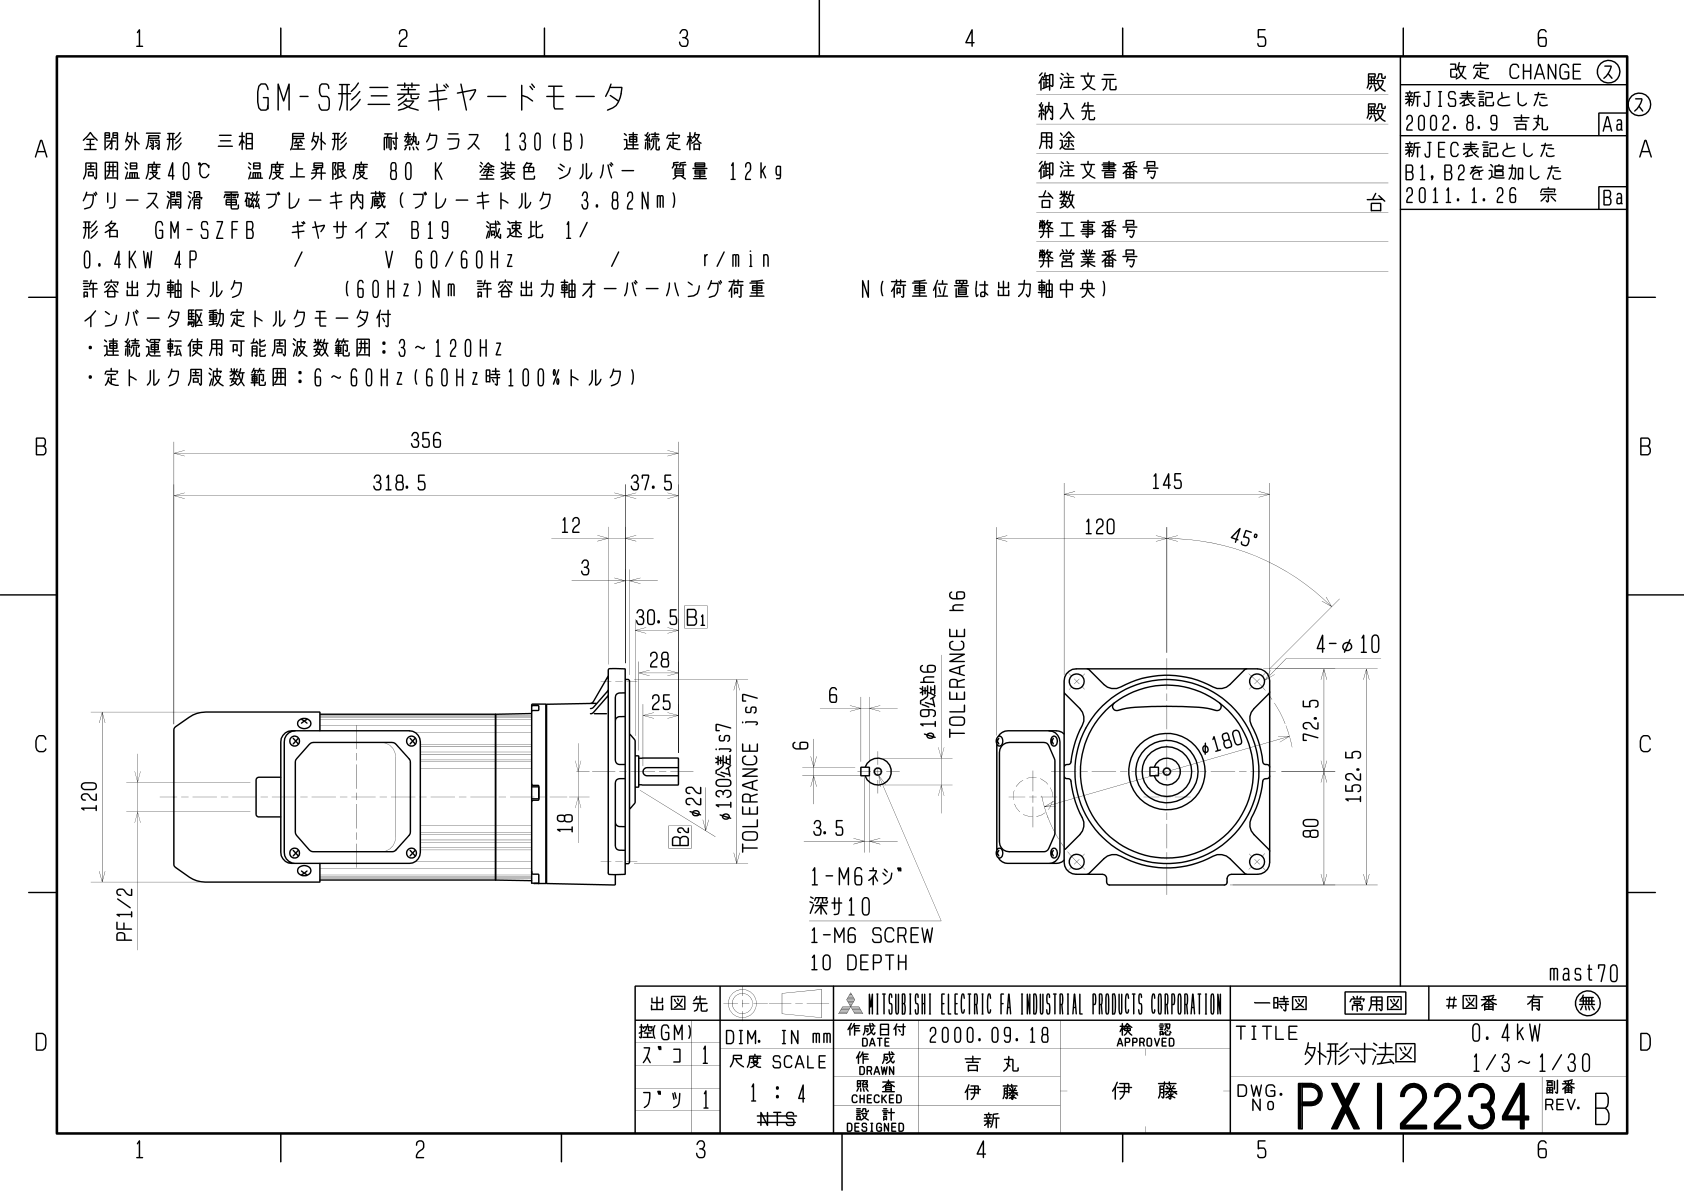 1 2 3 4 5 6
GM-S形三菱ギヤードモータ
全閉外扇形 三相 屋外形 耐熱クラス 130(B) 連続定格
周囲温度40℃ 温度上昇限度 80 K 塗装色 シルバー 質量 12kg
グリース潤滑 電磁ブレーキ内蔵(ブレーキトルク 3.82Nm)
形名 GM-SZFB ギヤサイズ B19 減速比 1/
0.4KW 4P / V 60/60Hz / r/min
許容出力軸トルク (60Hz)Nm 許容出力軸オーバーハング荷重 N(荷重位置は出力軸中央)
インバータ駆動定トルクモータ付
・連続運転使用可能周波数範囲：3～120Hz
・定トルク周波数範囲：6～60Hz(60Hz時100%トルク)
御注文元 殿
納入先 殿
用途
御注文書番号
台数 台
弊工事番号
弊営業番号
改定 CHANGE ス
新JIS表記とした
2002.8.9 吉丸 Aa
新JEC表記とした
B1,B2を追加した
2011.1.26 宗 Ba
ス
A A
B B
C C
D D
356
318.5 37.5
12
3
30.5 B1
28
25
120
PF1/2
18
B2 φ22
φ130公差js7
TOLERANCE js7
6
6
3.5
φ19公差h6
TOLERANCE h6
1-M6ネジ
深サ10
1-M6 SCREW
10 DEPTH
145
120
45°
4-φ10
φ180
72.5
80
152.5
mast70
出図先
控(GM)
ズコ 1
ブツ 1
DIM. IN mm
尺度 SCALE
1 : 4
NTS
MITSUBISHI ELECTRIC FA INDUSTRIAL PRODUCTS CORPORATION
作成日付 DATE 2000.09.18
作成 DRAWN 吉丸
照査 CHECKED 伊藤
設計 DESIGNED 新
検認 APPROVED
伊藤
一時図 常用図 #図番 有 無
TITLE 0.4kW
外形寸法図 1/3～1/30
DWG. No PX12234 副番 REV. B
1 2 3 4 5 6